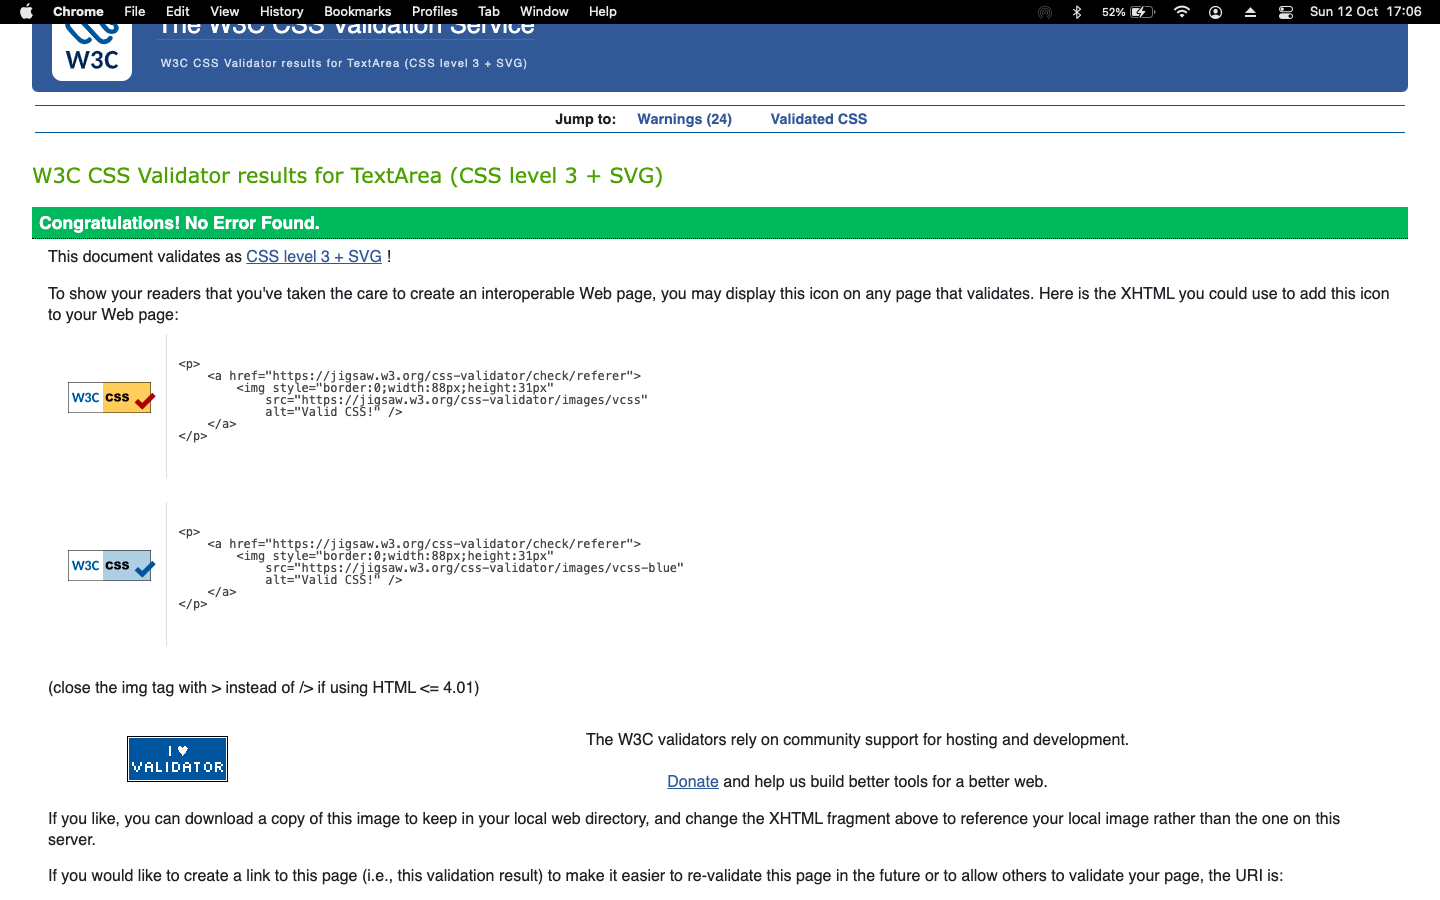 Chrome File Edit View History Bookmarks Profiles Tab Window Help 52% Sun 12 Oct 17:06
The W3C CSS Validation Service
W3C
W3C CSS Validator results for TextArea (CSS level 3 + SVG)
Jump to: Warnings (24) Validated CSS
W3C CSS Validator results for TextArea (CSS level 3 + SVG)
Congratulations! No Error Found.
This document validates as CSS level 3 + SVG !
To show your readers that you've taken the care to create an interoperable Web page, you may display this icon on any page that validates. Here is the XHTML you could use to add this icon
to your Web page:
W3C css
<p>
<a href="https://jigsaw.w3.org/css-validator/check/referer">
<img style="border:0;width:88px;height:31px"
src="https://jigsaw.w3.org/css-validator/images/vcss"
alt="Valid CSS!" />
</a>
</p>
W3C css
<p>
<a href="https://jigsaw.w3.org/css-validator/check/referer">
<img style="border:0;width:88px;height:31px"
src="https://jigsaw.w3.org/css-validator/images/vcss-blue"
alt="Valid CSS!" />
</a>
</p>
(close the img tag with > instead of /> if using HTML <= 4.01)
I ♥
VALIDATOR
The W3C validators rely on community support for hosting and development.
Donate and help us build better tools for a better web.
If you like, you can download a copy of this image to keep in your local web directory, and change the XHTML fragment above to reference your local image rather than the one on this
server.
If you would like to create a link to this page (i.e., this validation result) to make it easier to re-validate this page in the future or to allow others to validate your page, the URI is: